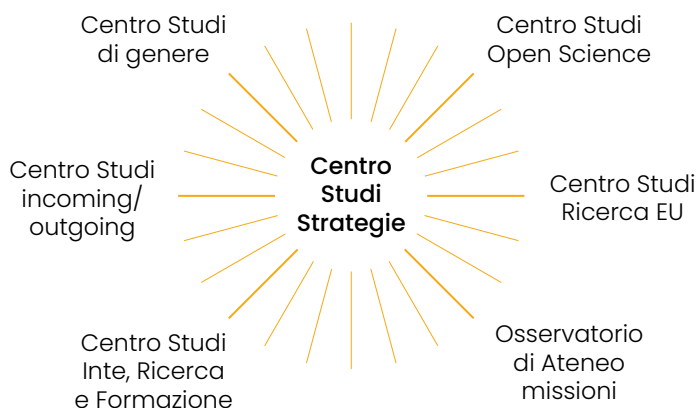 Centro Studi
di genere
Centro Studi
Open Science
Centro Studi
incoming/
outgoing
Centro
Studi
Strategie
Centro Studi
Ricerca EU
Centro Studi
Inte, Ricerca
e Formazione
Osservatorio
di Ateneo
missioni